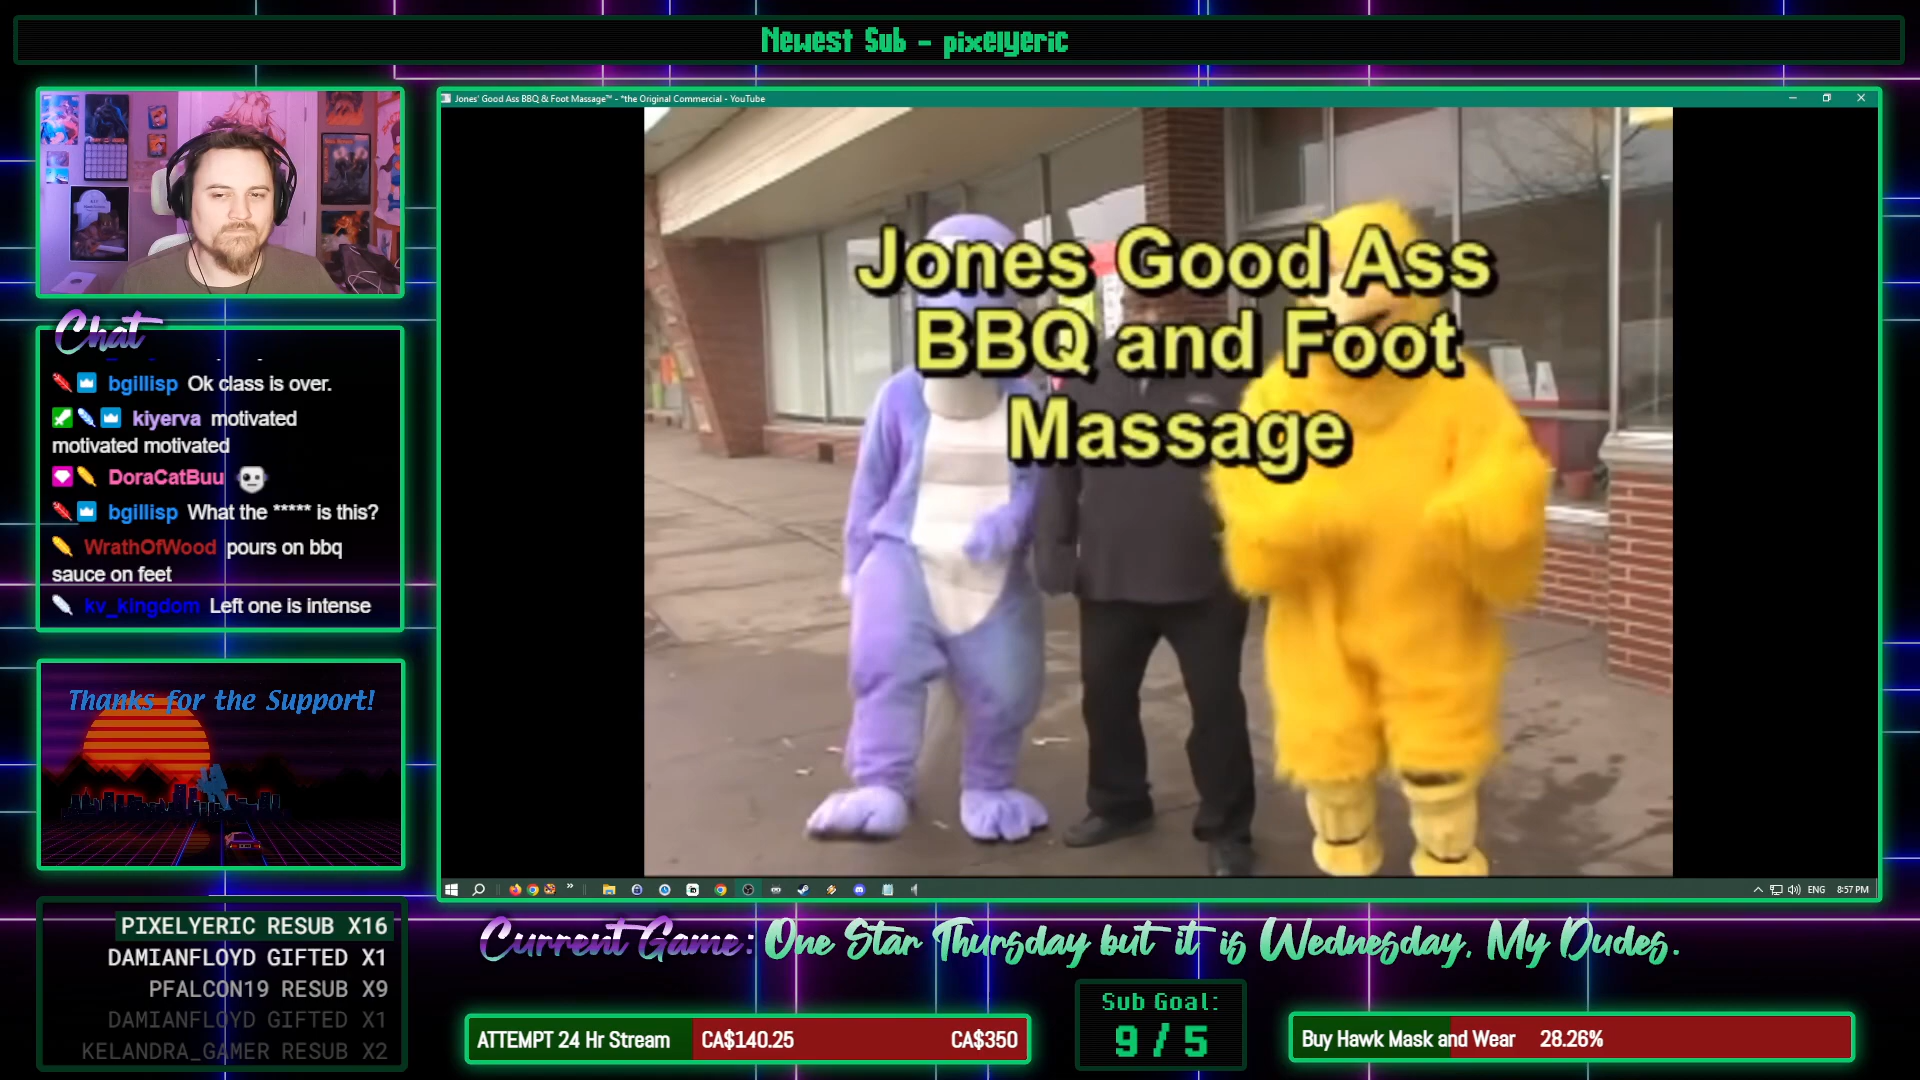 Newest Sub - pixelyeric
Jones' Good Ass BBQ & Foot Massage™ - *the Original Commercial - YouTube
Jones Good Ass
BBQ and Foot
Massage
Chat
bgillisp Ok class is over.
kiyerva motivated
motivated motivated
DoraCatBuu
bgillisp What the ***** is this?
WrathOfWood pours on bbq
sauce on feet
kv_kingdom Left one is intense
Thanks for the Support!
ENG 8:57 PM
PIXELYERIC RESUB X16
DAMIANFLOYD GIFTED X1
PFALCON19 RESUB X9
DAMIANFLOYD GIFTED X1
KELANDRA_GAMER RESUB X2
Current Game: One Star Thursday but it is Wednesday, My Dudes.
ATTEMPT 24 Hr Stream CA$140.25 CA$350
Sub Goal:
9 / 5
Buy Hawk Mask and Wear 28.26%